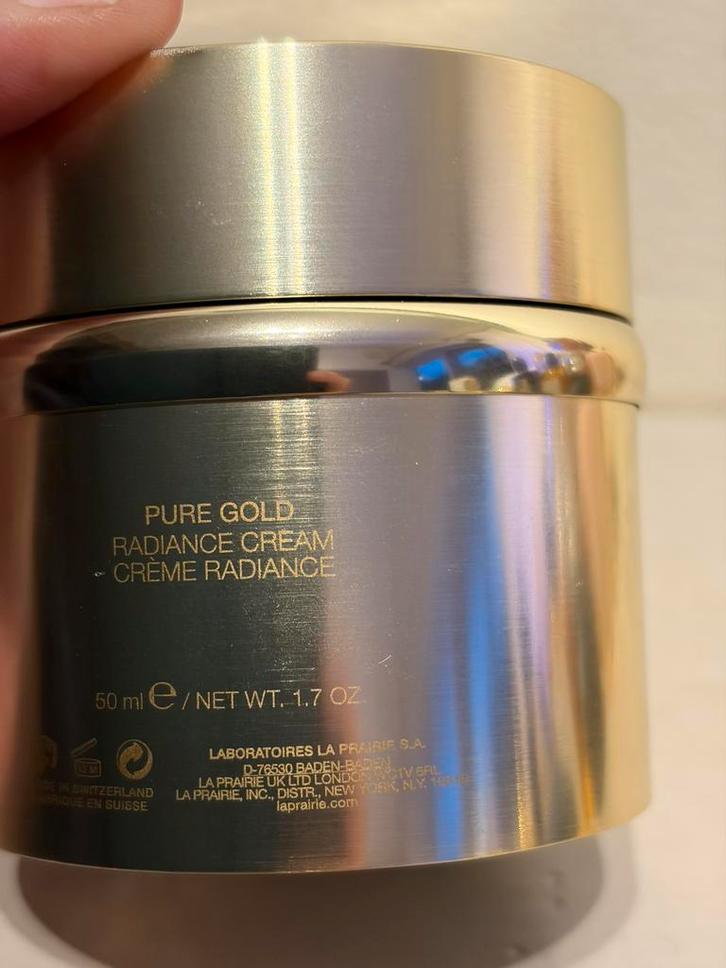 PURE GOLD
RADIANCE CREAM
CRÈME RADIANCE
50 ml ℮ / NET WT. 1.7 OZ.
LABORATOIRES LA PRAIRIE S.A.
D-76530 BADEN-BADEN
LA PRAIRIE UK LTD LONDON
LA PRAIRIE, INC., DISTR., NEW YORK, N.Y.
laprairie.com
IN SWITZERLAND
EN SUISSE